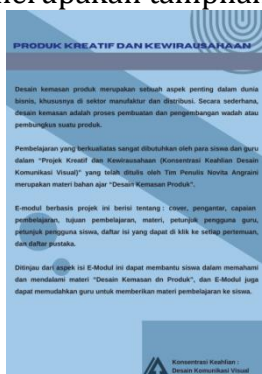 merupakan tampilan
PRODUK KREATIF DAN KEWIRAUSAHAAN
Desain kemasan produk merupakan sebuah aspek penting dalam dunia
bisnis, khususnya di sektor manufaktur dan distribusi. Secara sederhana,
desain kemasan adalah proses pembuatan dan pengembangan wadah atau
pembungkus suatu produk.
Pembelajaran yang berkualiatas sangat dibutuhkan oleh para siswa dan guru
dalam "Projek Kreatif dan Kewirausahaan (Konsentrasi Keahlian Desain
Komunikasi Visual)" yang telah ditulis oleh Tim Penulis Novita Angraini
merupakan materi bahan ajar "Desain Kemasan Produk".
E-modul berbasis projek ini berisi tentang : cover, pengantar, capaian
pembelajaran, tujuan pembelajaran, materi, petunjuk pengguna guru,
petunjuk pengguna siswa, daftar isi yang dapat di klik ke setiap pertemuan,
dan daftar pustaka.
Ditinjau dari aspek isi E-Modul ini dapat membantu siswa dalam memahami
dan mendalami materi "Desain Kemasan dn Produk", dan E-Modul juga
dapat memudahkan guru untuk memberikan materi pembelajaran ke siswa.
Konsentrasi Keahlian :
Desain Komunikasi Visual